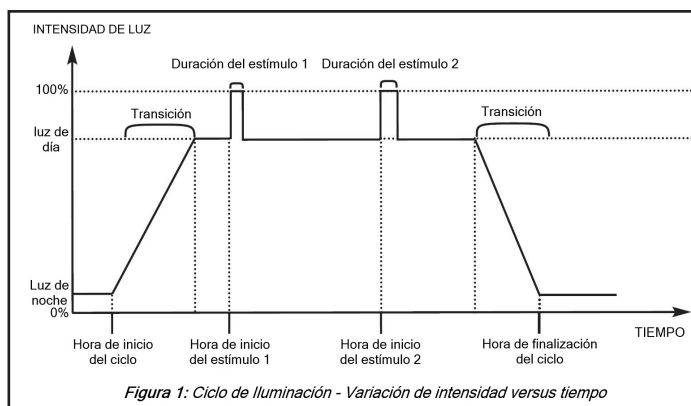 INTENSIDAD DE LUZ
Duración del estímulo 1
Duración del estímulo 2
100%
Transición
Transición
luz de
día
Luz de
noche
0%
TIEMPO
Hora de inicio
del ciclo
Hora de inicio
del estímulo 1
Hora de inicio
del estímulo 2
Hora de finalización
del ciclo
Figura 1: Ciclo de Iluminación - Variación de intensidad versus tiempo